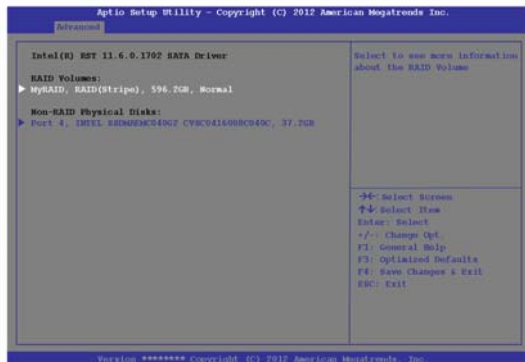 Aptio Setup Utility - Copyright (C) 2012 American Megatrends Inc.
Advanced
Intel(R) RST 11.6.0.1702 SATA Driver
RAID Volumes:
MyRAID, RAID(Stripe), 596.2GB, Normal
Non-RAID Physical Disks:
Port 4, INTEL 37.2GB
Select to see more information
about the RAID Volume
→←: Select Screen
↑↓: Select Item
Enter: Select
+/-: Change Opt.
F1: General Help
F3: Optimized Defaults
F4: Save Changes & Exit
ESC: Exit
Version ******** Copyright (C) 2012 American Megatrends, Inc.